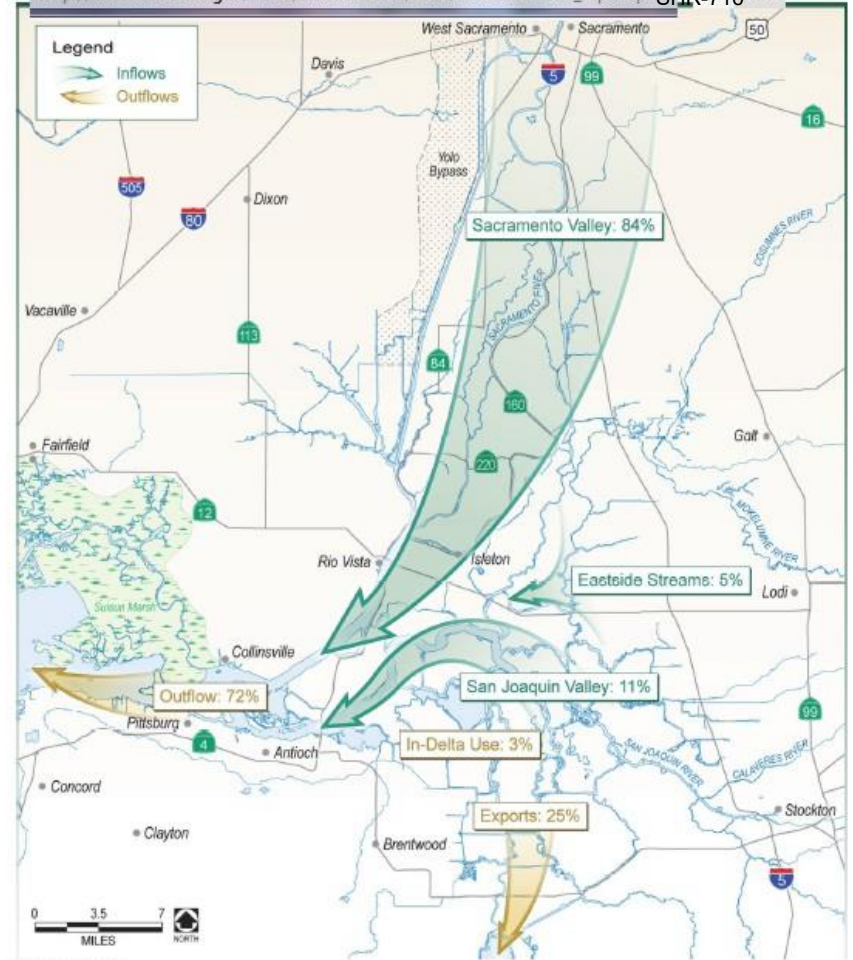 West Sacramento
Sacramento
50
Legend
Inflows
Outflows
Davis
5
99
16
Yolo
Bypass
505
80
Dixon
Sacramento Valley: 84%
COSUMNES RIVER
SACRAMENTO RIVER
Vacaville
113
84
160
Fairfield
Galt
220
12
MOKELUMNE RIVER
Rio Vista
Isleton
Eastside Streams: 5%
Lodi
Suisun Marsh
Collinsville
San Joaquin Valley: 11%
Outflow: 72%
Pittsburg
99
4
In-Delta Use: 3%
Antioch
SAN JOAQUIN RIVER
CALAVERES RIVER
Concord
Stockton
Exports: 25%
Clayton
Brentwood
5
0 3.5 7
MILES
NORTH